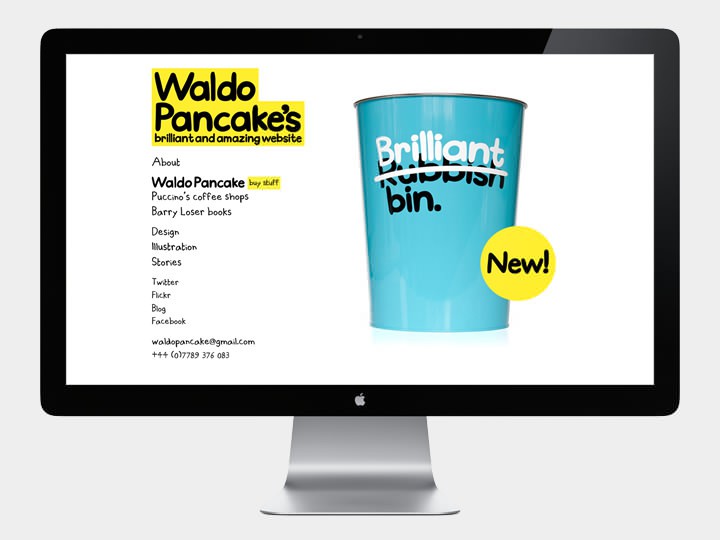 Waldo
Pancake's
brilliant and amazing website
About
Waldo Pancake buy stuff
Puccino's coffee shops
Barry Loser books
Design
Illustration
Stories
Twitter
Flickr
Blog
Facebook
waldopancake@gmail.com
+44 (0)7789 376 083
Brilliant
Rubbish
bin.
New!